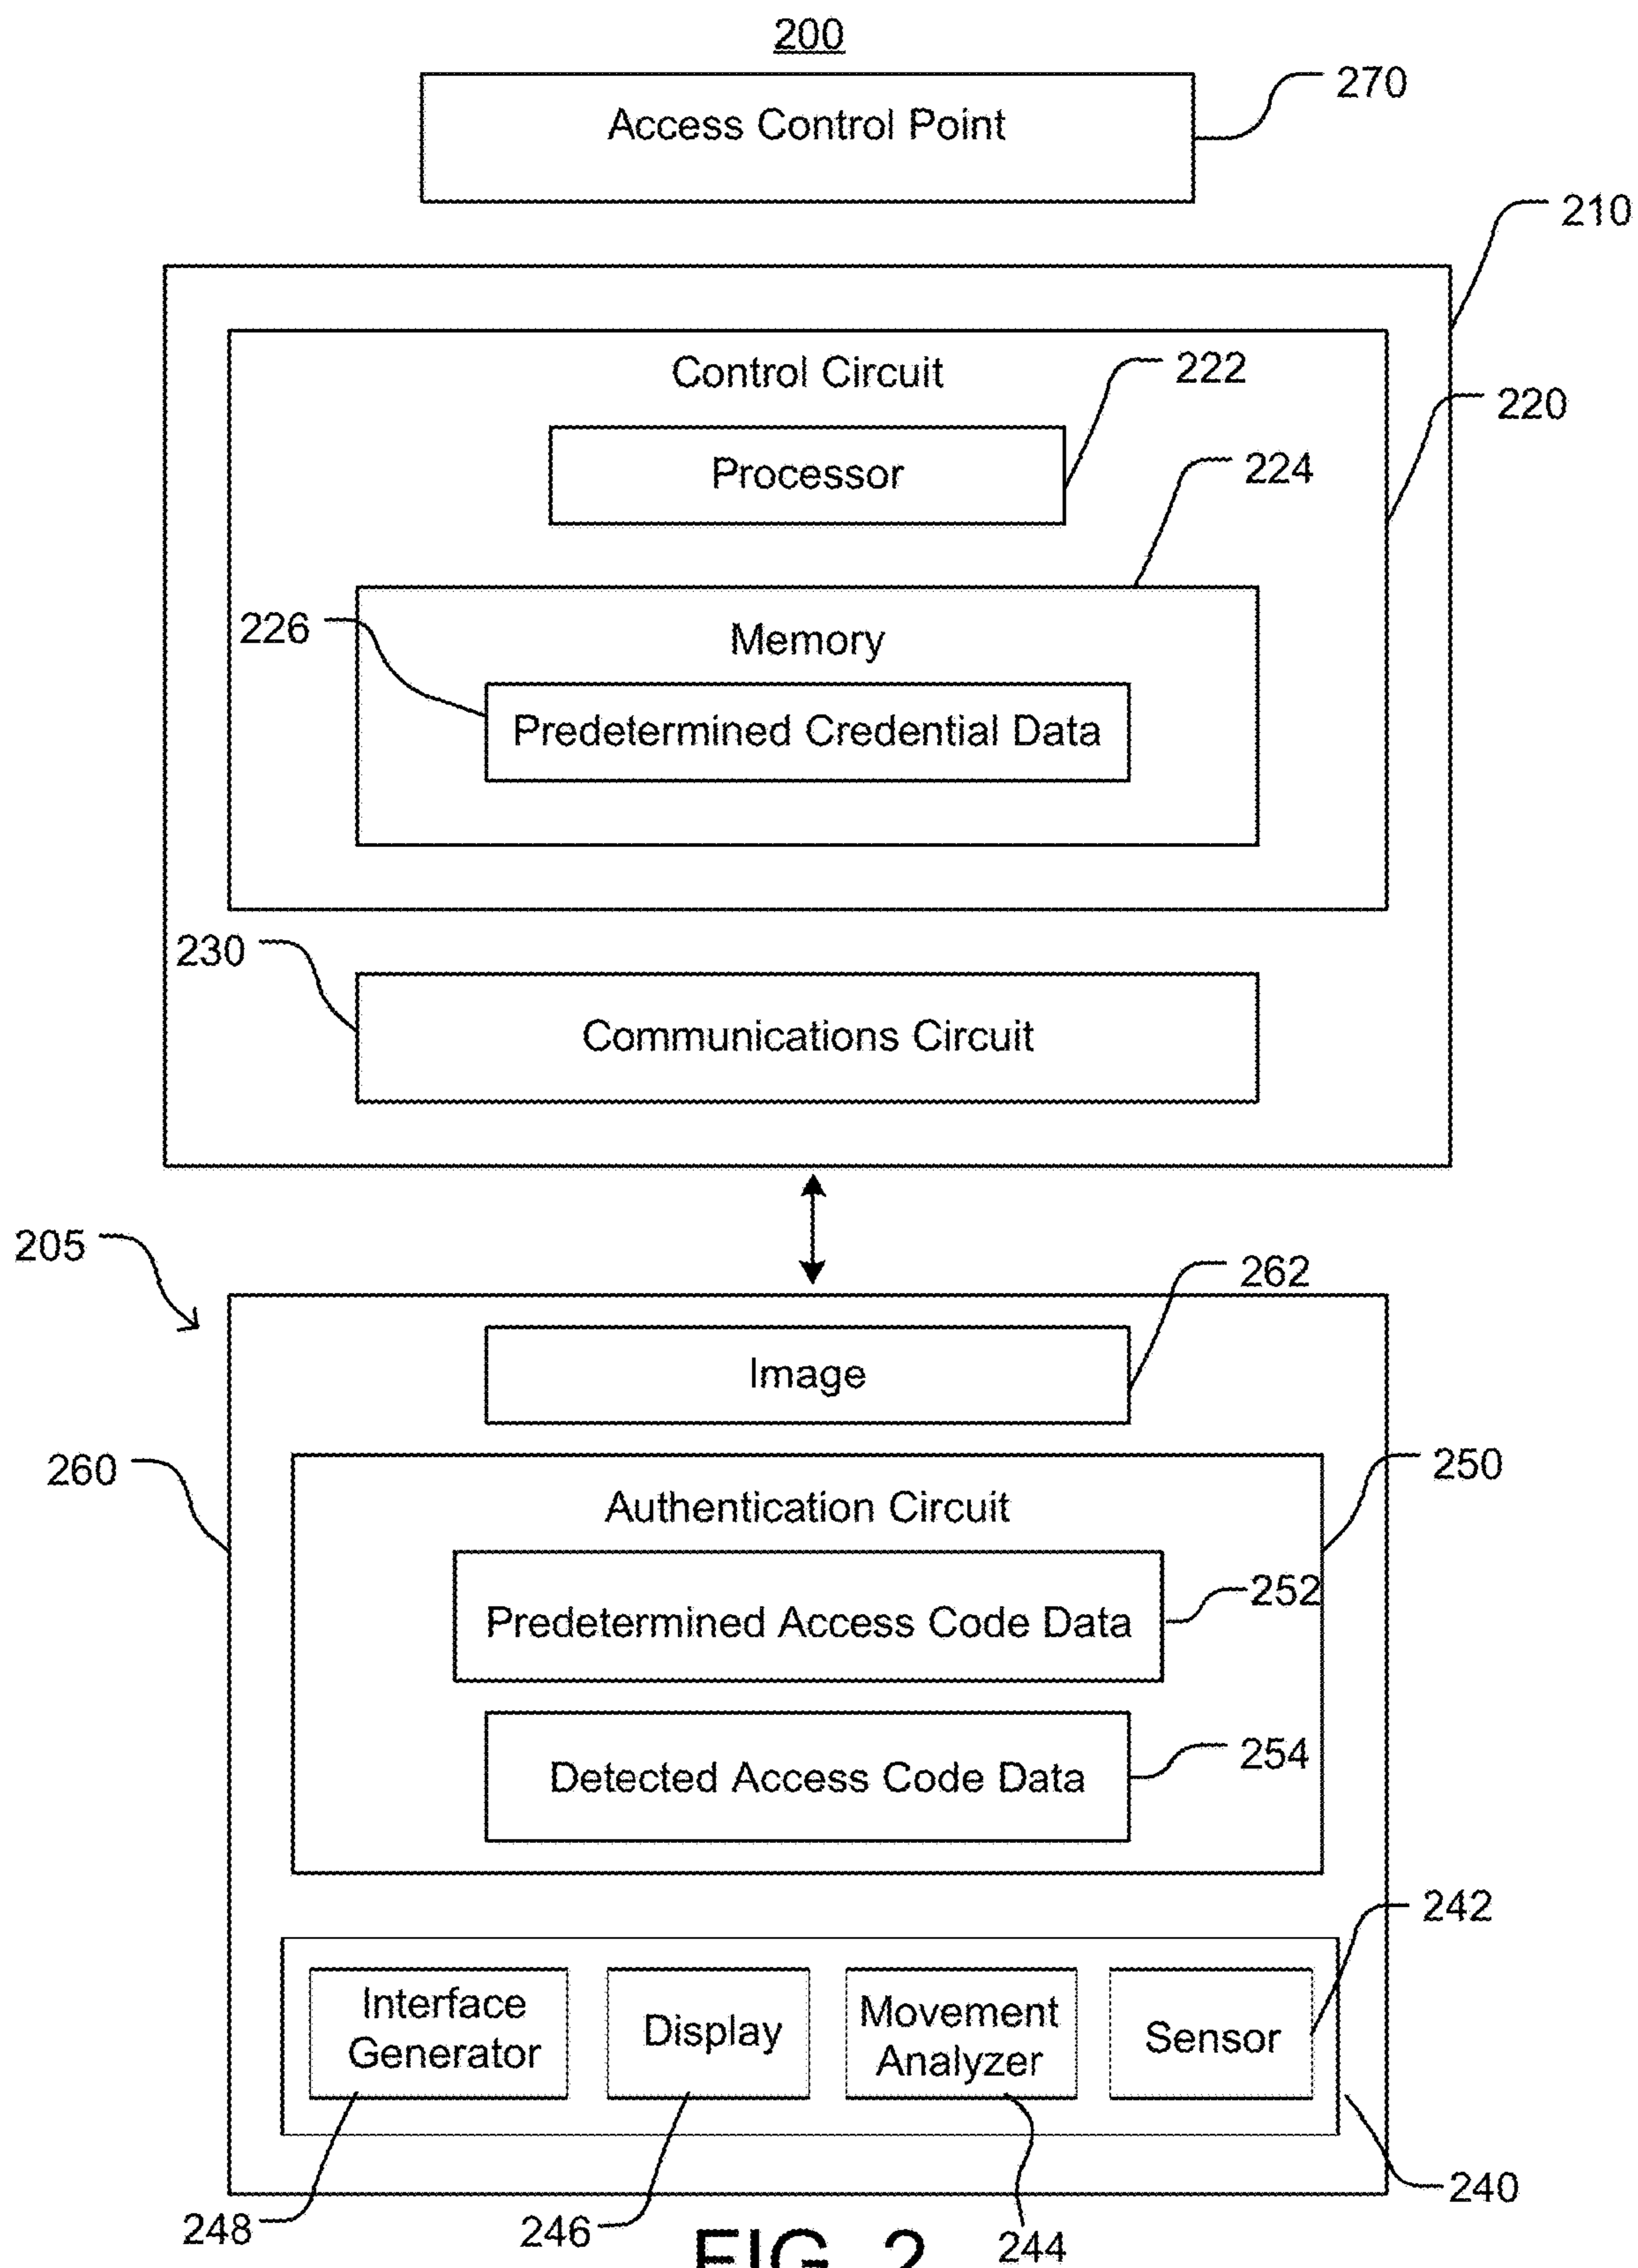 200
Access Control Point
270
210
Control Circuit
222
220
Processor
224
226
Memory
Predetermined Credential Data
230
Communications Circuit
205
262
Image
260
250
Authentication Circuit
252
Predetermined Access Code Data
254
Detected Access Code Data
242
Interface
Generator
Display
Movement
Analyzer
Sensor
240
248
246
244
FIG. 2